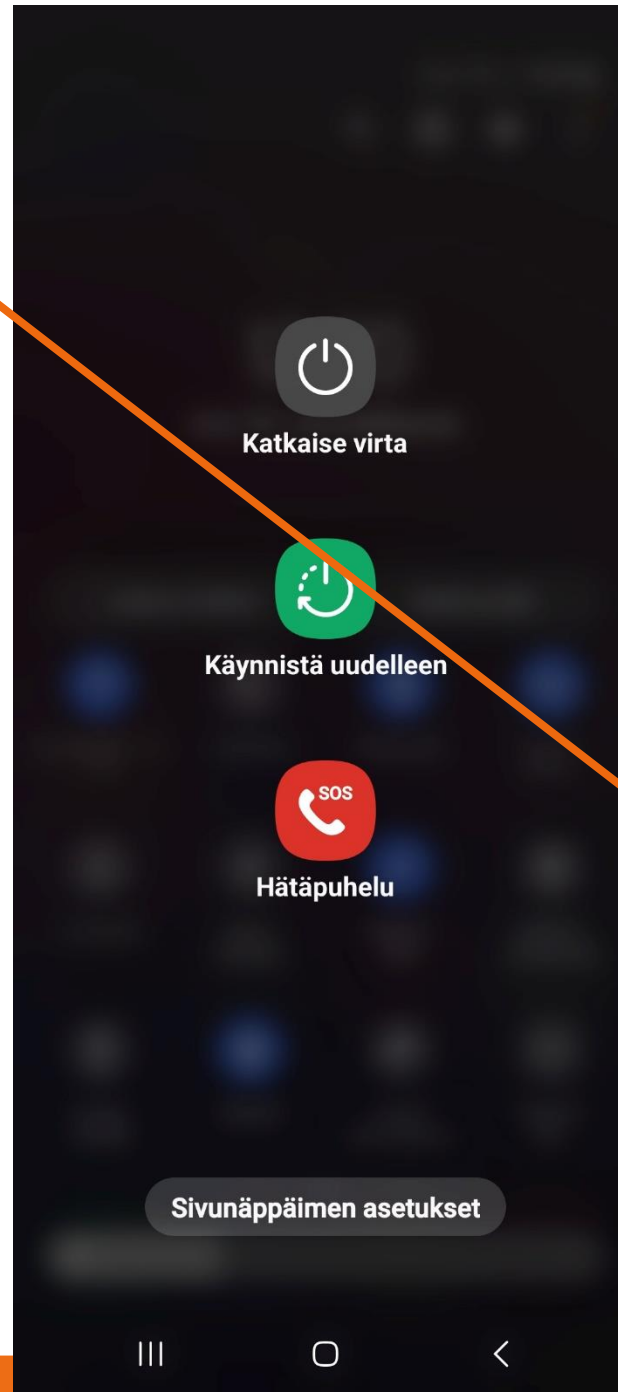 Katkaise virta
Käynnistä uudelleen
SOS
Hätäpuhelu
Sivunäppäimen asetukset